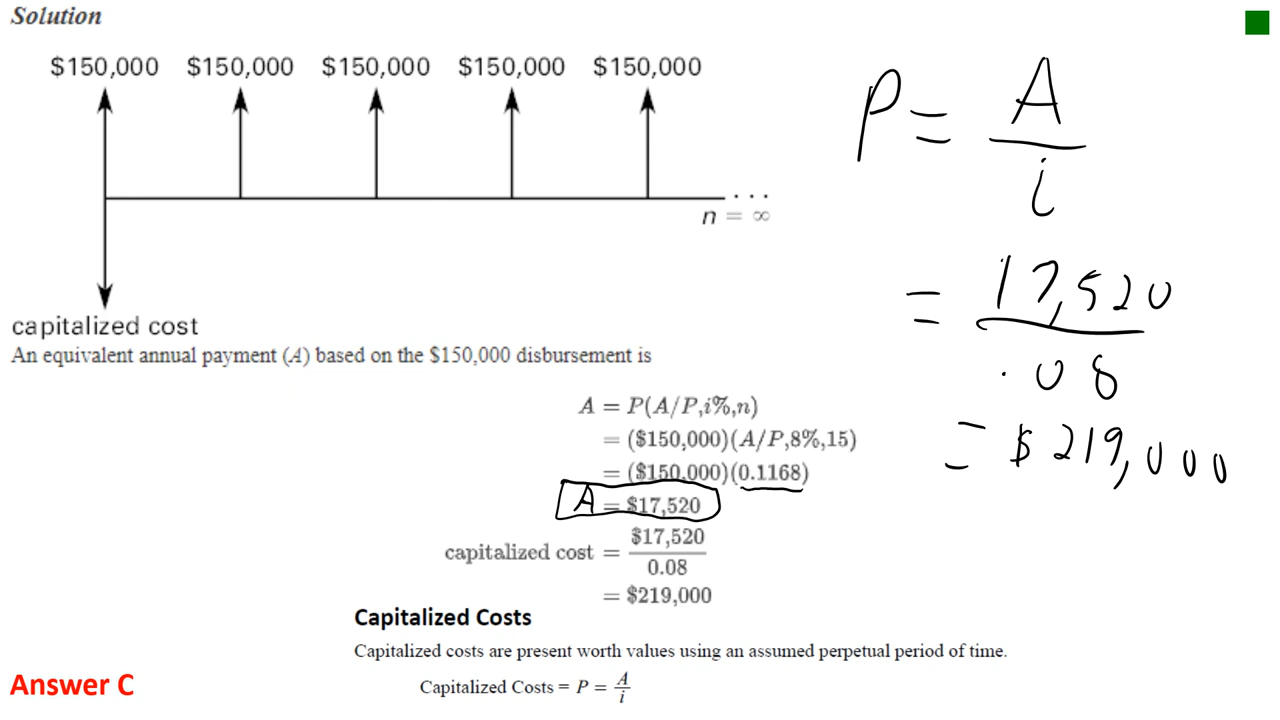 Solution
$150,000 $150,000 $150,000 $150,000 $150,000
. . .
n = ∞
capitalized cost
An equivalent annual payment (A) based on the $150,000 disbursement is
A = P(A/P,i%,n)
= ($150,000)(A/P,8%,15)
= ($150,000)(0.1168)
A = $17,520
capitalized cost = $17,520 / 0.08
= $219,000
Capitalized Costs
Capitalized costs are present worth values using an assumed perpetual period of time.
Capitalized Costs = P = A / i
Answer C
P = A / i
= 17,520 / .08
= $219,000